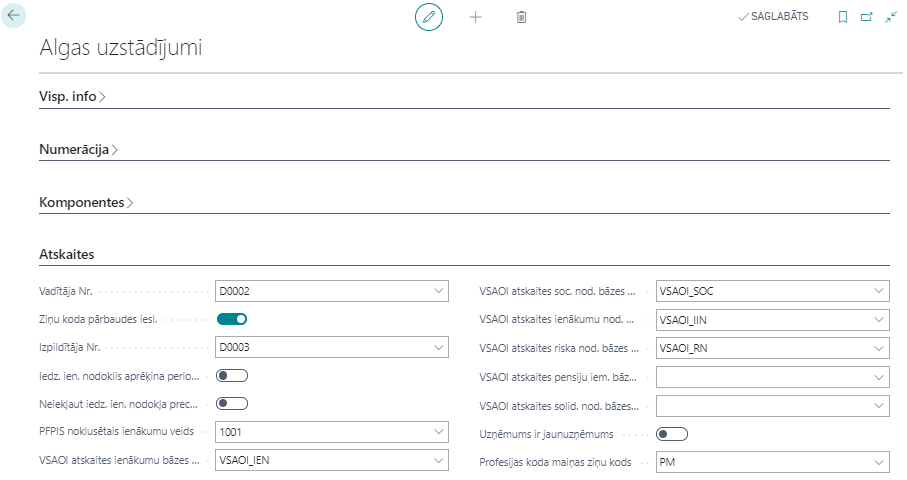 SAGLABĀTS
Algas uzstādījumi
Visp. info
Numerācija
Komponentes
Atskaites
Vadītāja Nr. D0002
Ziņu koda pārbaudes iesl.
Izpildītāja Nr. D0003
Iedz. ien. nodoklis aprēķina perio...
Neiekļaut iedz. ien. nodokļa prec...
PFPIS noklusētais ienākumu veids 1001
VSAOI atskaites ienākumu bāzes ... VSAOI_IEN
VSAOI atskaites soc. nod. bāzes ... VSAOI_SOC
VSAOI atskaites ienākumu nod. ... VSAOI_IIN
VSAOI atskaites riska nod. bāzes ... VSAOI_RN
VSAOI atskaites pensiju iem. bāz...
VSAOI atskaites solid. nod. bāzes...
Uzņēmums ir jaunuzņēmums
Profesijas koda maiņas ziņu kods PM